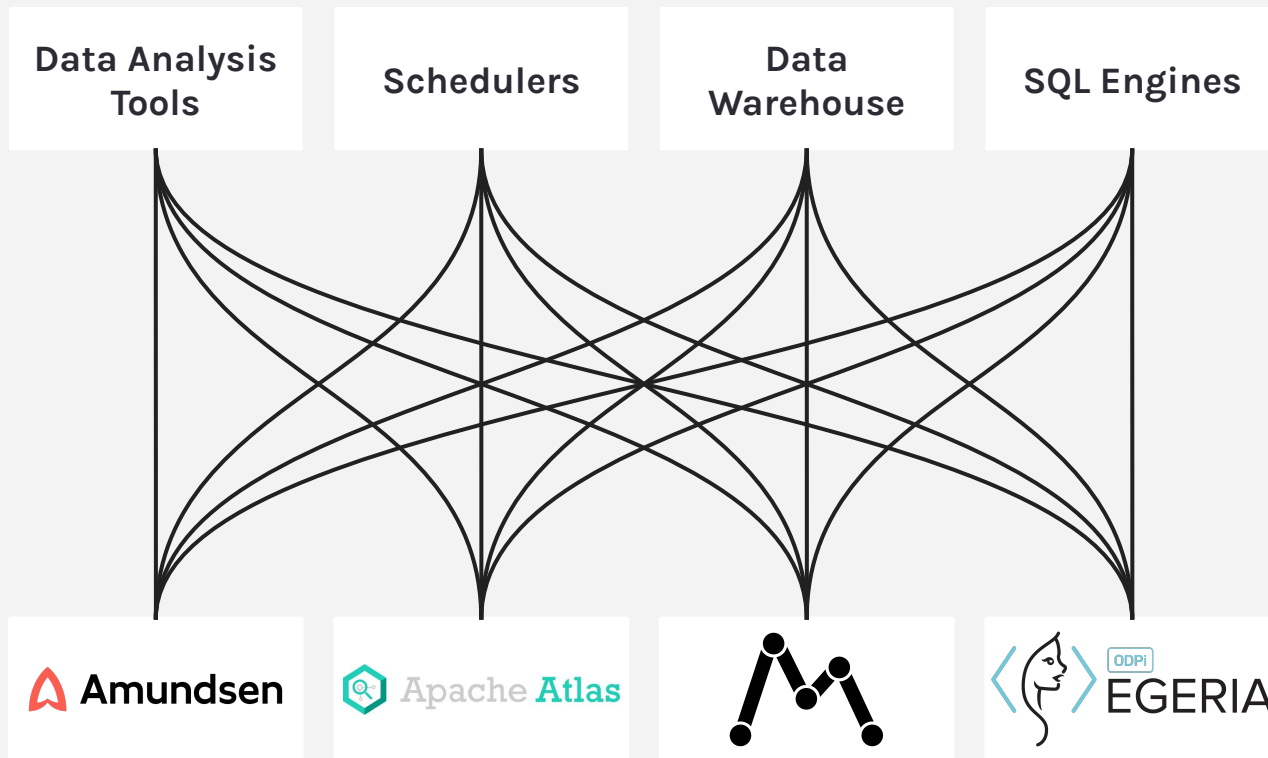 Data Analysis
Tools
Schedulers
Data
Warehouse
SQL Engines
Amundsen
Apache Atlas
ODPi
EGERIA